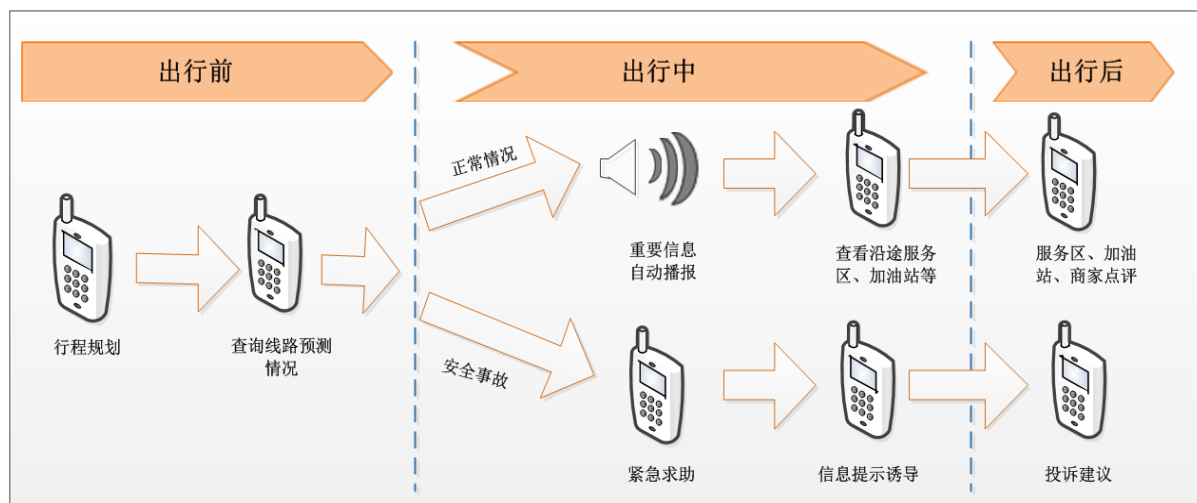 出行前
出行中
出行后
正常情况
重要信息
自动播报
查看沿途服务
区、加油站等
服务区、加油
站、商家点评
行程规划
查询线路预测
情况
安全事故
紧急求助
信息提示诱导
投诉建议